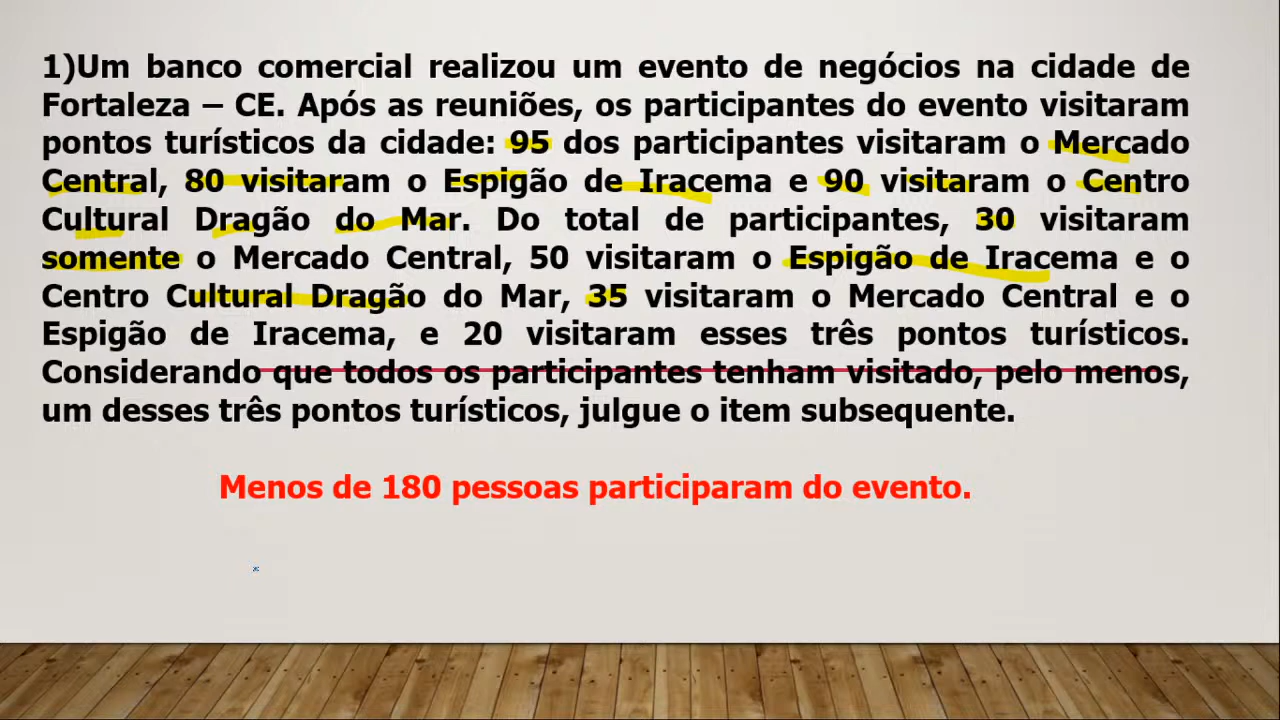 1)Um banco comercial realizou um evento de negócios na cidade de
Fortaleza – CE. Após as reuniões, os participantes do evento visitaram
pontos turísticos da cidade: 95 dos participantes visitaram o Mercado
Central, 80 visitaram o Espigão de Iracema e 90 visitaram o Centro
Cultural Dragão do Mar. Do total de participantes, 30 visitaram
somente o Mercado Central, 50 visitaram o Espigão de Iracema e o
Centro Cultural Dragão do Mar, 35 visitaram o Mercado Central e o
Espigão de Iracema, e 20 visitaram esses três pontos turísticos.
Considerando que todos os participantes tenham visitado, pelo menos,
um desses três pontos turísticos, julgue o item subsequente.
Menos de 180 pessoas participaram do evento.